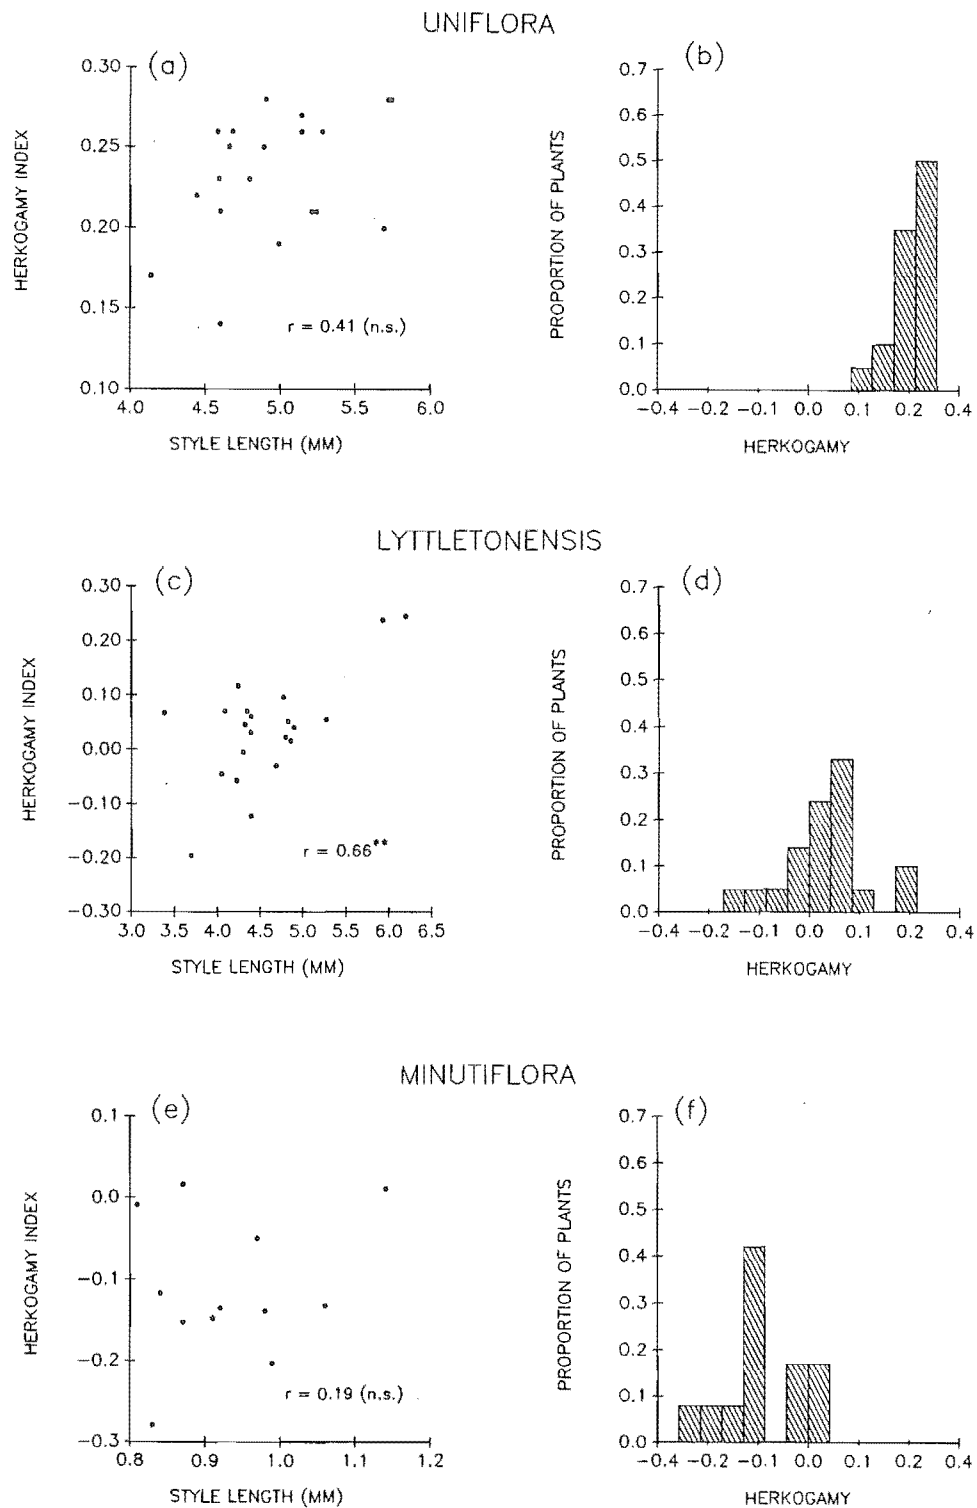 UNIFLORA
(a)
HERKOGAMY INDEX
0.30
0.25
0.20
0.15
0.10
r = 0.41 (n.s.)
4.0 4.5 5.0 5.5 6.0
STYLE LENGTH (MM)
(b)
PROPORTION OF PLANTS
0.7
0.6
0.5
0.4
0.3
0.2
0.1
0.0
−0.4 −0.2 −0.1 0.0 0.1 0.2 0.4
HERKOGAMY
LYTTLETONENSIS
(c)
HERKOGAMY INDEX
0.30
0.20
0.10
0.00
−0.10
−0.20
−0.30
r = 0.66**
3.0 3.5 4.0 4.5 5.0 5.5 6.0 6.5
STYLE LENGTH (MM)
(d)
PROPORTION OF PLANTS
0.7
0.6
0.5
0.4
0.3
0.2
0.1
0.0
−0.4 −0.2 −0.1 0.0 0.1 0.2 0.4
HERKOGAMY
MINUTIFLORA
(e)
HERKOGAMY INDEX
0.1
0.0
−0.1
−0.2
−0.3
r = 0.19 (n.s.)
0.8 0.9 1.0 1.1 1.2
STYLE LENGTH (MM)
(f)
PROPORTION OF PLANTS
0.7
0.6
0.5
0.4
0.3
0.2
0.1
0.0
−0.4 −0.2 −0.1 0.0 0.1 0.2 0.4
HERKOGAMY